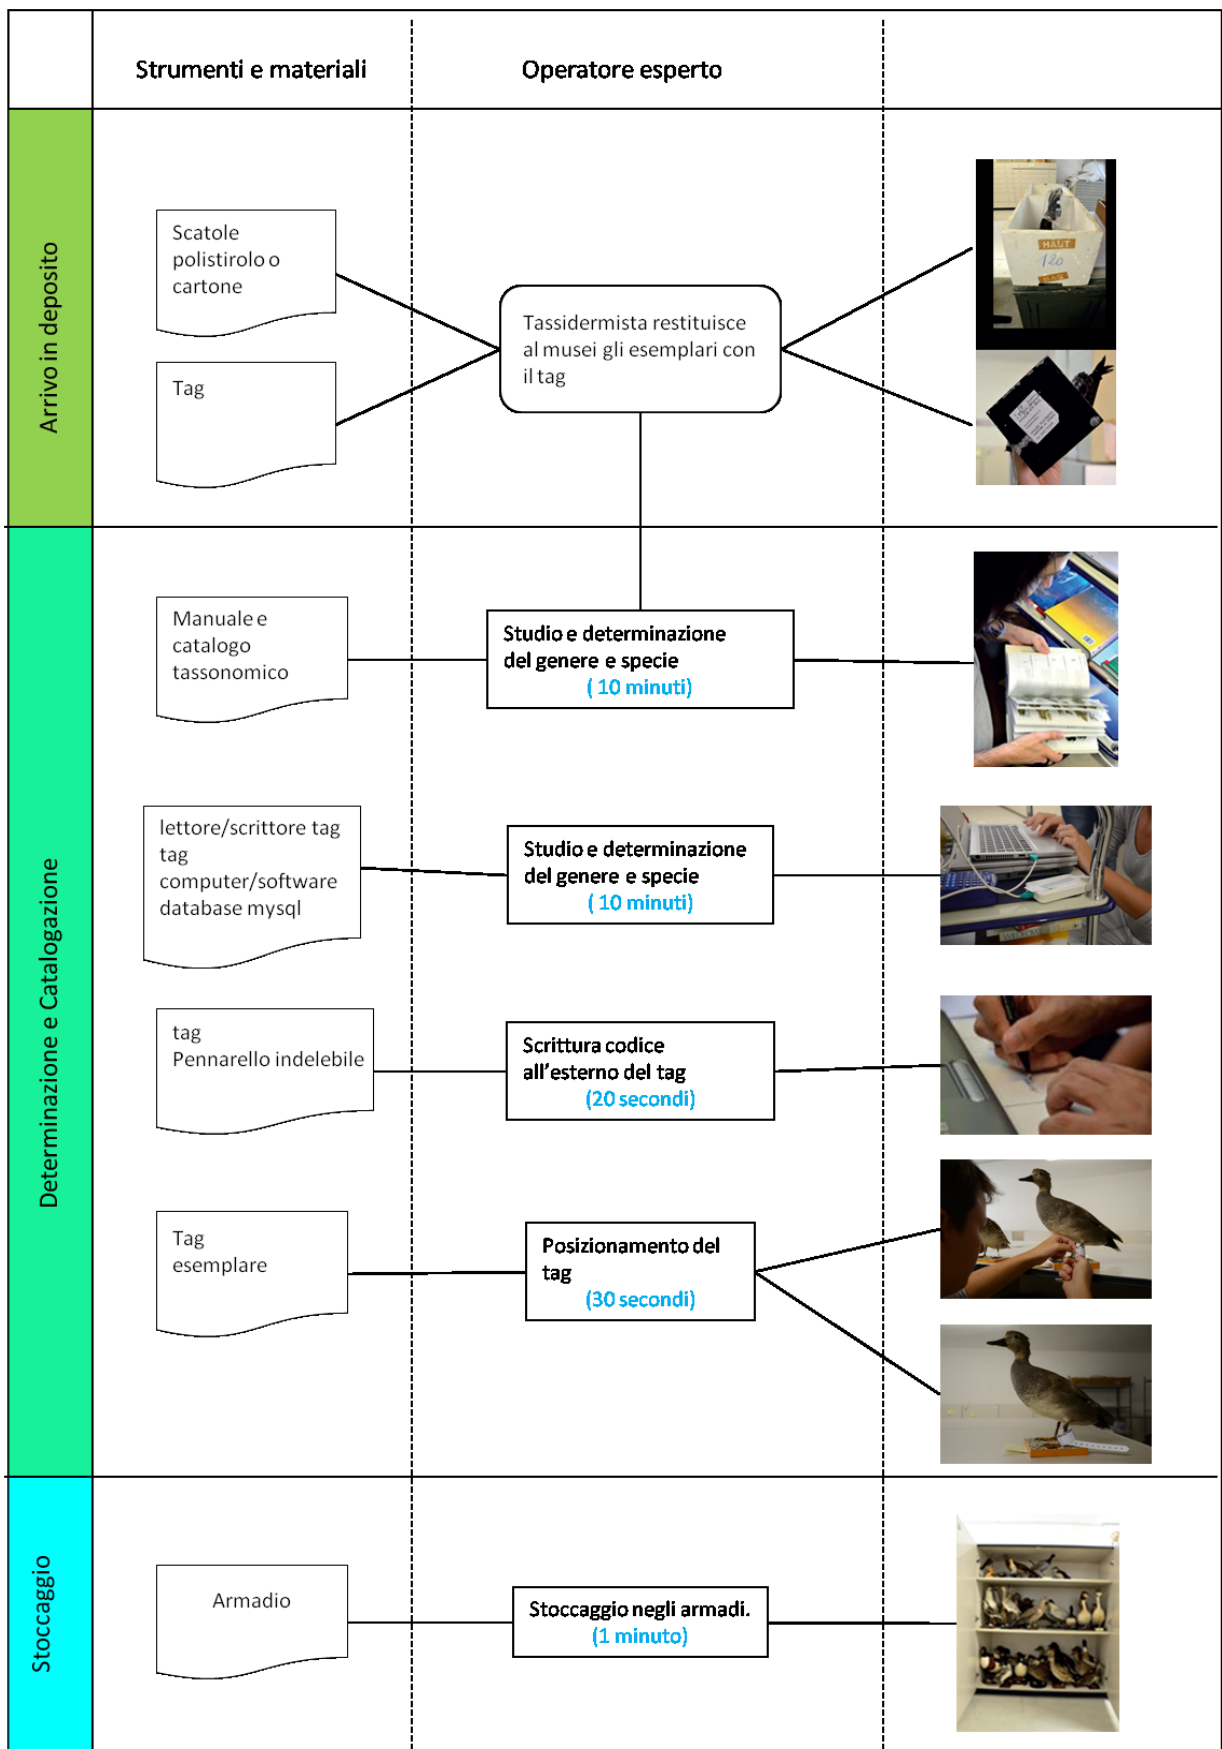 Strumenti e materiali
Operatore esperto
Arrivo in deposito
Scatole
polistirolo o
cartone
Tag
Tassidermista restituisce
al musei gli esemplari con
il tag
HAUT
120
Determinazione e Catalogazione
Manuale e
catalogo
tassonomico
Studio e determinazione
del genere e specie
( 10 minuti)
lettore/scrittore tag
tag
computer/software
database mysql
Studio e determinazione
del genere e specie
( 10 minuti)
tag
Pennarello indelebile
Scrittura codice
all'esterno del tag
(20 secondi)
Tag
esemplare
Posizionamento del
tag
(30 secondi)
Stoccaggio
Armadio
Stoccaggio negli armadi.
(1 minuto)